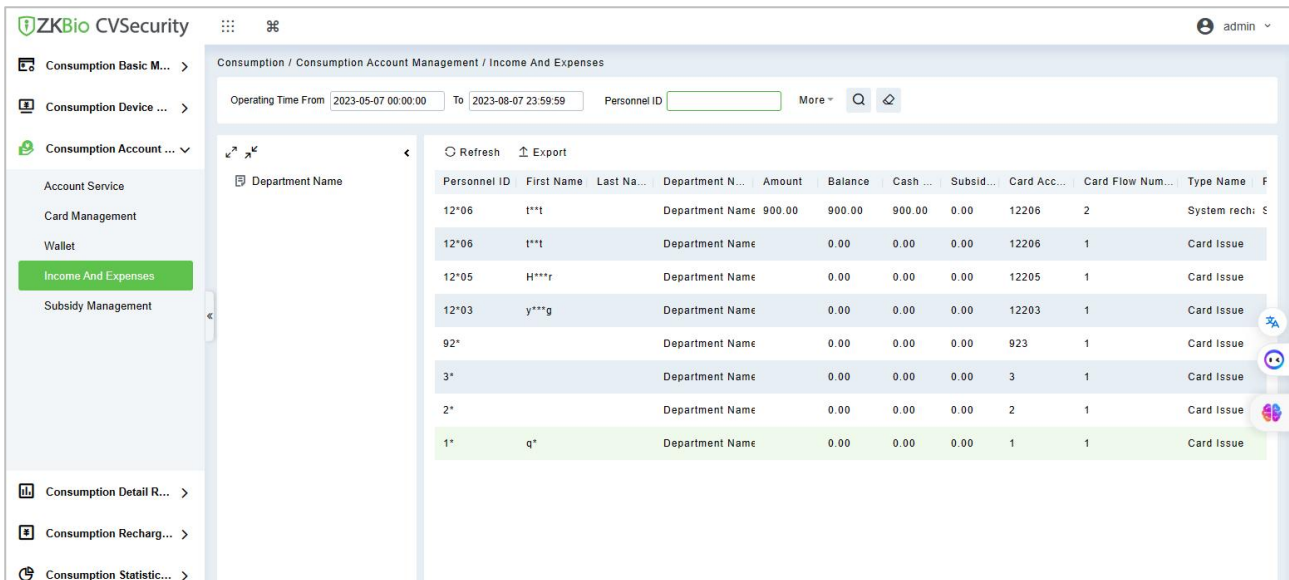 ZKBio CVSecurity
admin
Consumption Basic M...
Consumption Device ...
Consumption Account ...
Account Service
Card Management
Wallet
Income And Expenses
Subsidy Management
Consumption Detail R...
Consumption Recharg...
Consumption Statistic...
Consumption / Consumption Account Management / Income And Expenses
Operating Time From 2023-05-07 00:00:00 To 2023-08-07 23:59:59 Personnel ID More
Department Name
Refresh Export
Personnel ID First Name Last Na... Department N... Amount Balance Cash ... Subsid... Card Acc... Card Flow Num... Type Name
12*06 t**t Department Name 900.00 900.00 900.00 0.00 12206 2 System
12*06 t**t Department Name 0.00 0.00 0.00 12206 1 Card Issue
12*05 H***r Department Name 0.00 0.00 0.00 12205 1 Card Issue
12*03 y***g Department Name 0.00 0.00 0.00 12203 1 Card Issue
92* Department Name 0.00 0.00 0.00 923 1 Card Issue
3* Department Name 0.00 0.00 0.00 3 1 Card Issue
2* Department Name 0.00 0.00 0.00 2 1 Card Issue
1* q* Department Name 0.00 0.00 0.00 1 1 Card Issue